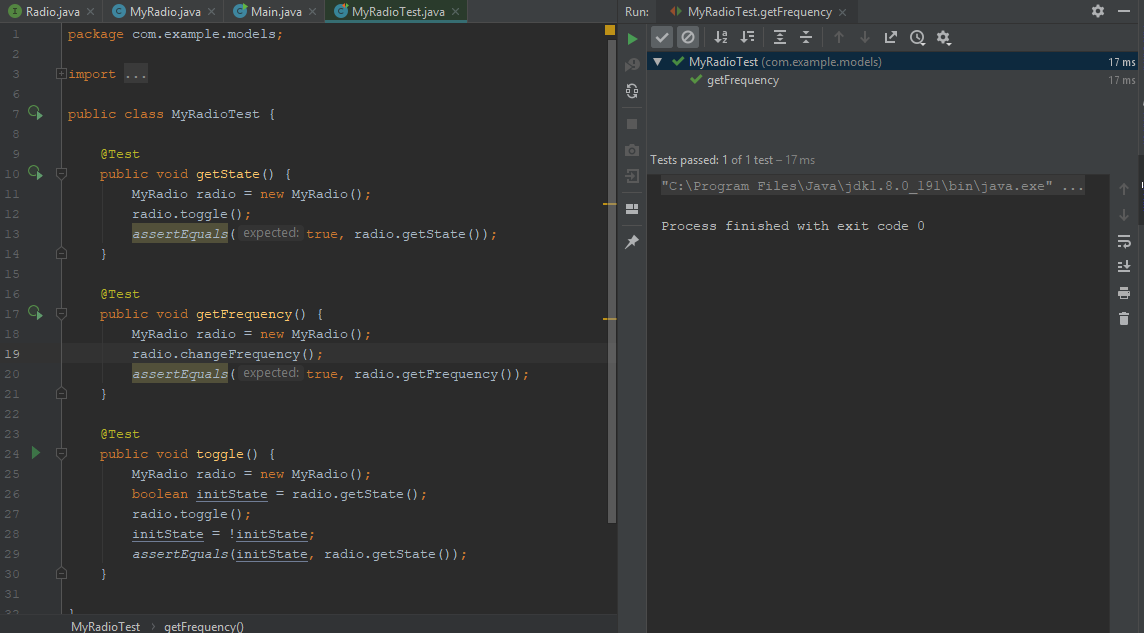 Radio.java MyRadio.java Main.java MyRadioTest.java
1 package com.example.models;
2
3 import ...
6
7 public class MyRadioTest {
8
9 @Test
10 public void getState() {
11 MyRadio radio = new MyRadio();
12 radio.toggle();
13 assertEquals( expected: true, radio.getState());
14 }
15
16 @Test
17 public void getFrequency() {
18 MyRadio radio = new MyRadio();
19 radio.changeFrequency();
20 assertEquals( expected: true, radio.getFrequency());
21 }
22
23 @Test
24 public void toggle() {
25 MyRadio radio = new MyRadio();
26 boolean initState = radio.getState();
27 radio.toggle();
28 initState = !initState;
29 assertEquals(initState, radio.getState());
30 }
31
32 }
MyRadioTest › getFrequency()
Run: MyRadioTest.getFrequency
MyRadioTest (com.example.models) 17 ms
getFrequency 17 ms
Tests passed: 1 of 1 test – 17 ms
"C:\Program Files\Java\jdk1.8.0_191\bin\java.exe" ...
Process finished with exit code 0